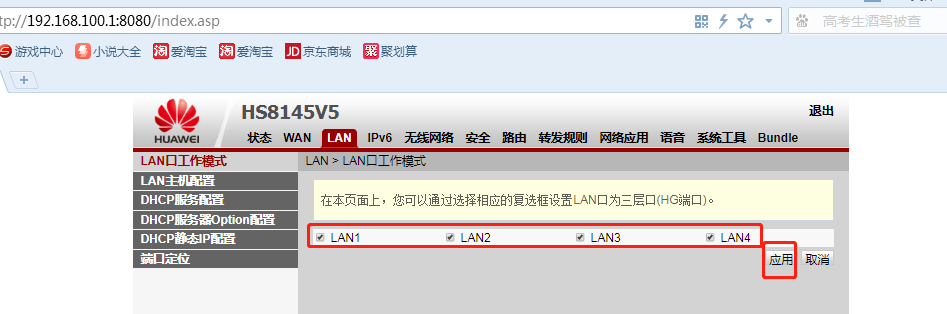 tp://192.168.100.1:8080/index.asp
高考生酒驾被查
游戏中心 小说大全 淘 爱淘宝 淘 爱淘宝 JD 京东商城 聚 聚划算
+
HUAWEI
HS8145V5
退出
状态 WAN LAN IPv6 无线网络 安全 路由 转发规则 网络应用 语音 系统工具 Bundle
LAN口工作模式
LAN > LAN口工作模式
LAN主机配置
DHCP服务配置
DHCP服务器Option配置
DHCP静态IP配置
端口定位
在本页面上，您可以通过选择相应的复选框设置LAN口为三层口(HG端口)。
LAN1 LAN2 LAN3 LAN4
应用 取消